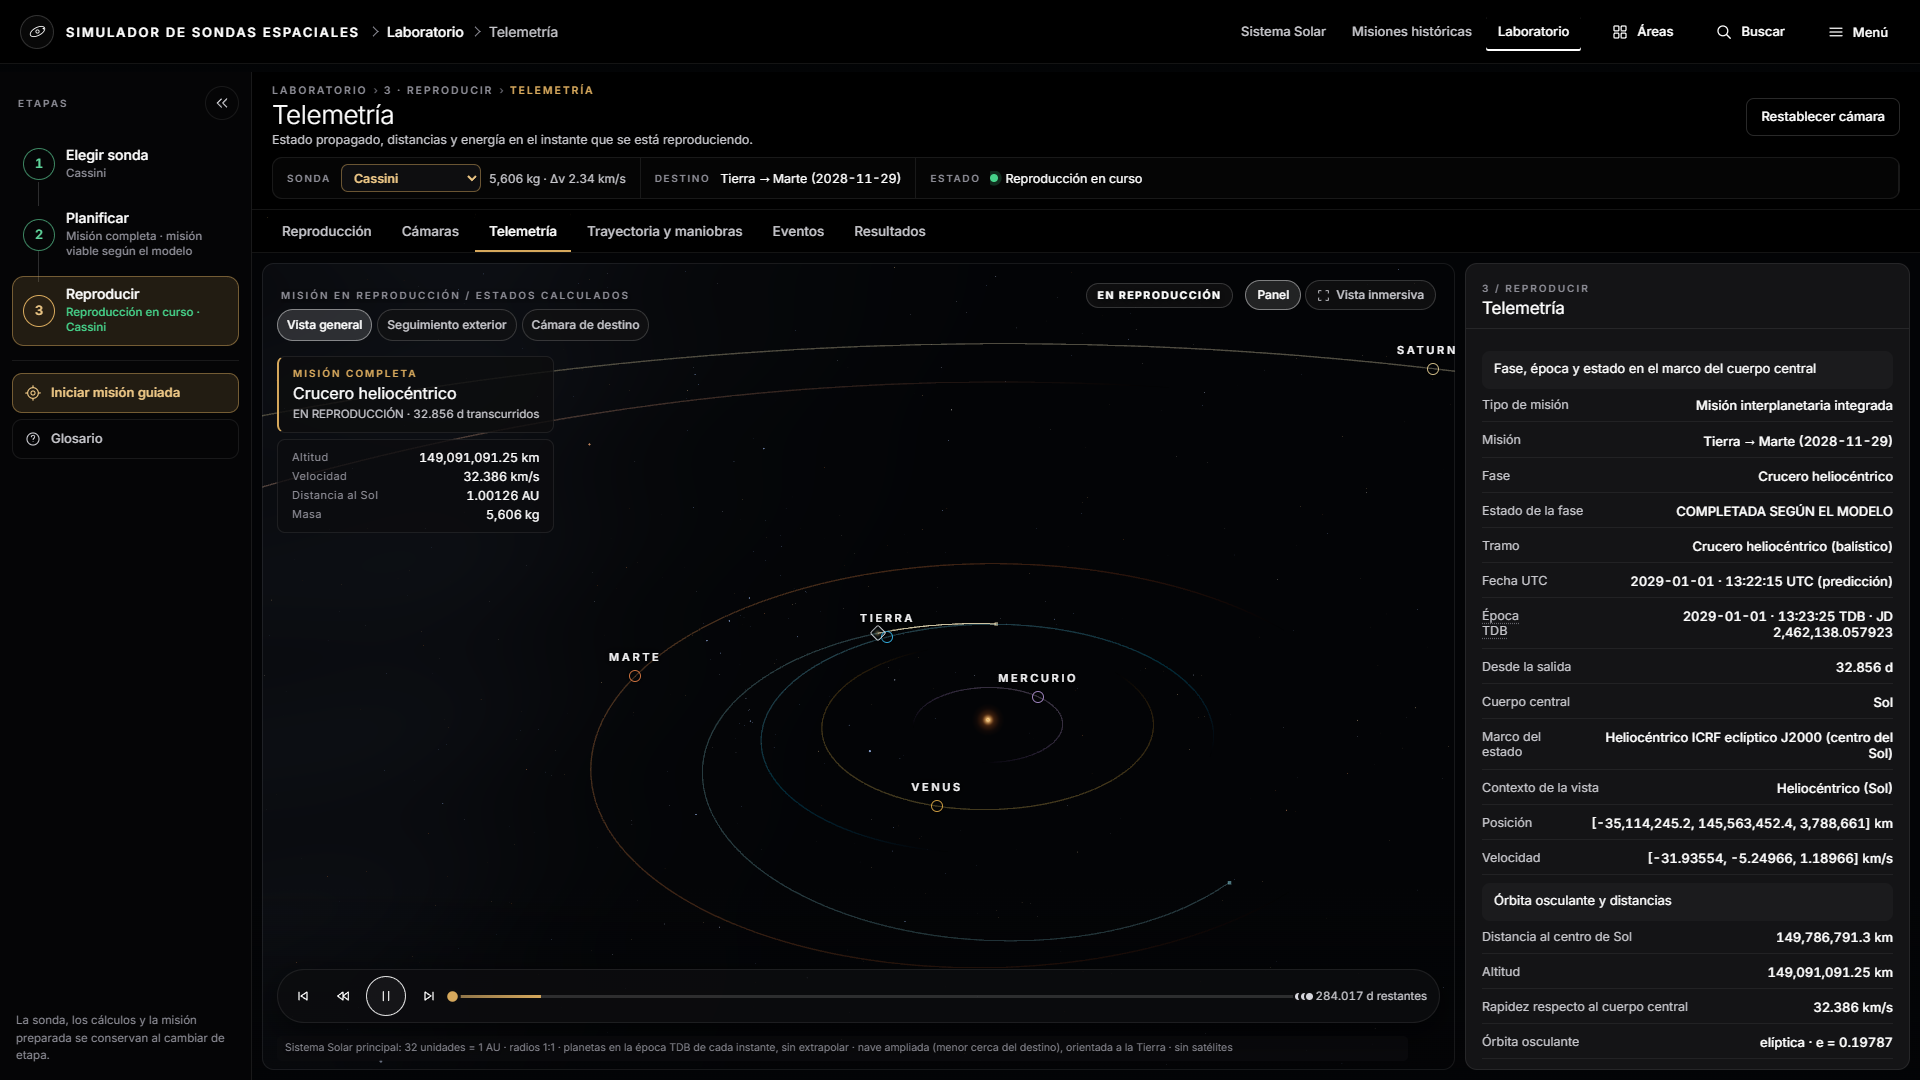 SIMULADOR DE SONDAS ESPACIALES > Laboratorio > Telemetría
Sistema Solar
Misiones históricas
Laboratorio
Áreas
Buscar
Menú
ETAPAS
1
Elegir sonda
Cassini
2
Planificar
Misión completa · misión
viable según el modelo
3
Reproducir
Reproducción en curso ·
Cassini
Iniciar misión guiada
Glosario
La sonda, los cálculos y la misión
preparada se conservan al cambiar de
etapa.
LABORATORIO › 3 · REPRODUCIR › TELEMETRÍA
Telemetría
Estado propagado, distancias y energía en el instante que se está reproduciendo.
Restablecer cámara
SONDA Cassini 5,606 kg · Δv 2.34 km/s
DESTINO Tierra → Marte (2028-11-29)
ESTADO Reproducción en curso
Reproducción
Cámaras
Telemetría
Trayectoria y maniobras
Eventos
Resultados
MISIÓN EN REPRODUCCIÓN / ESTADOS CALCULADOS
EN REPRODUCCIÓN
Panel
Vista inmersiva
Vista general
Seguimiento exterior
Cámara de destino
MISIÓN COMPLETA
Crucero heliocéntrico
EN REPRODUCCIÓN · 32.856 d transcurridos
Altitud 149,091,091.25 km
Velocidad 32.386 km/s
Distancia al Sol 1.00126 AU
Masa 5,606 kg
SATURN
TIERRA
MARTE
MERCURIO
VENUS
284.017 d restantes
Sistema Solar principal: 32 unidades = 1 AU · radios 1:1 · planetas en la época TDB de cada instante, sin extrapolar · nave ampliada (menor cerca del destino), orientada a la Tierra · sin satélites
3 / REPRODUCIR
Telemetría
Fase, época y estado en el marco del cuerpo central
Tipo de misión Misión interplanetaria integrada
Misión Tierra → Marte (2028-11-29)
Fase Crucero heliocéntrico
Estado de la fase COMPLETADA SEGÚN EL MODELO
Tramo Crucero heliocéntrico (balístico)
Fecha UTC 2029-01-01 · 13:22:15 UTC (predicción)
Época 2029-01-01 · 13:23:25 TDB · JD
TDB 2,462,138.057923
Desde la salida 32.856 d
Cuerpo central Sol
Marco del Heliocéntrico ICRF eclíptico J2000 (centro del
estado Sol)
Contexto de la vista Heliocéntrico (Sol)
Posición [-35,114,245.2, 145,563,452.4, 3,788,661] km
Velocidad [-31.93554, -5.24966, 1.18966] km/s
Órbita osculante y distancias
Distancia al centro de Sol 149,786,791.3 km
Altitud 149,091,091.25 km
Rapidez respecto al cuerpo central 32.386 km/s
Órbita osculante elíptica · e = 0.19787